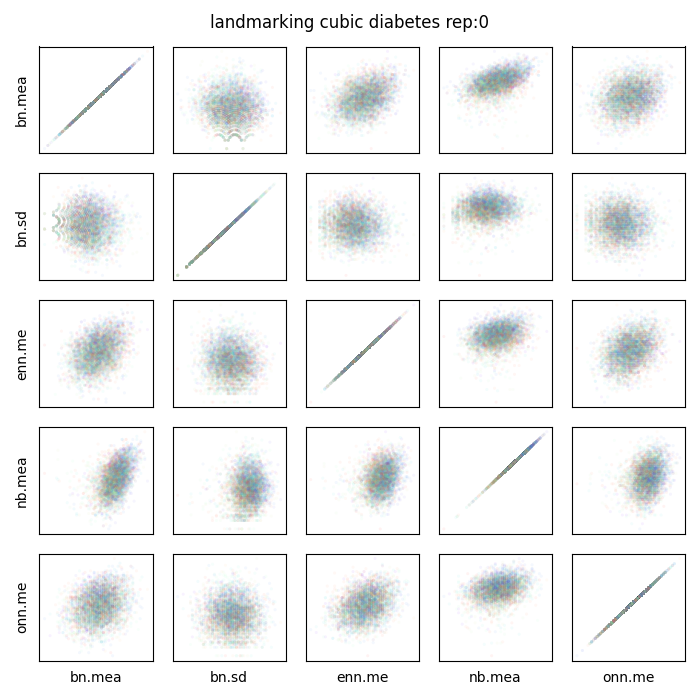 landmarking cubic diabetes rep:0
bn.mea
bn.sd
enn.me
nb.mea
onn.me
bn.mea bn.sd enn.me nb.mea onn.me